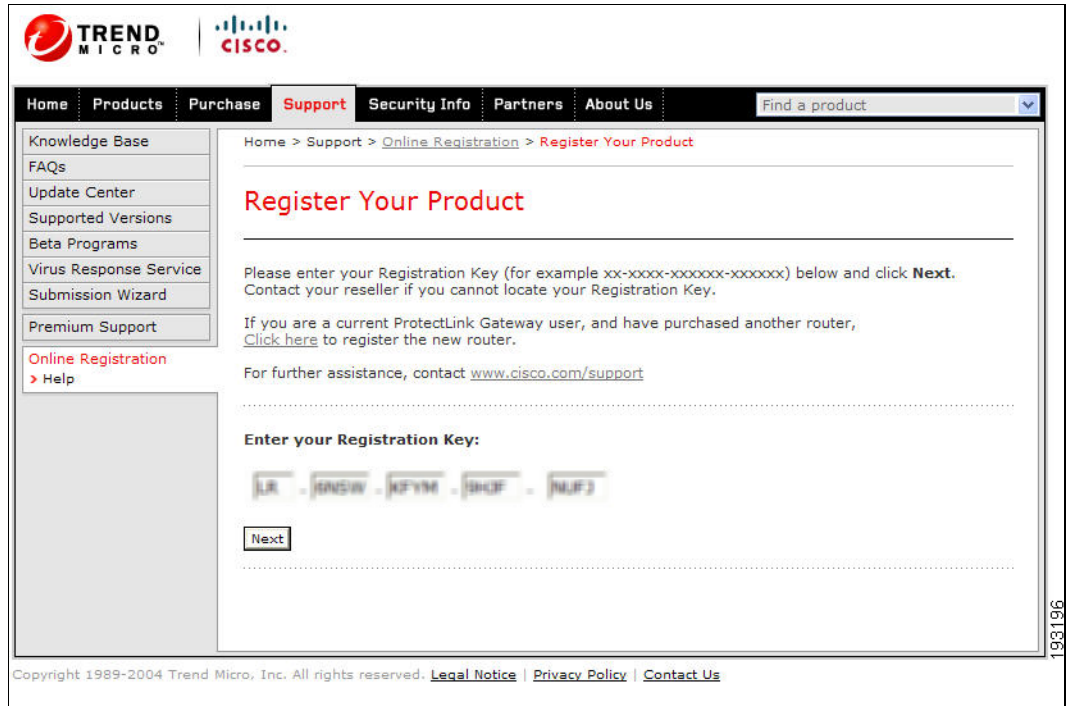 TREND
MICRO™
CISCO.
Home Products Purchase Support Security Info Partners About Us Find a product
Knowledge Base
FAQs
Update Center
Supported Versions
Beta Programs
Virus Response Service
Submission Wizard
Premium Support
Online Registration
> Help
Home > Support > Online Registration > Register Your Product
Register Your Product
Please enter your Registration Key (for example xx-xxxx-xxxxxx-xxxxxx) below and click Next.
Contact your reseller if you cannot locate your Registration Key.
If you are a current ProtectLink Gateway user, and have purchased another router,
Click here to register the new router.
For further assistance, contact www.cisco.com/support
Enter your Registration Key:
Next
193196
Copyright 1989-2004 Trend Micro, Inc. All rights reserved. Legal Notice | Privacy Policy | Contact Us